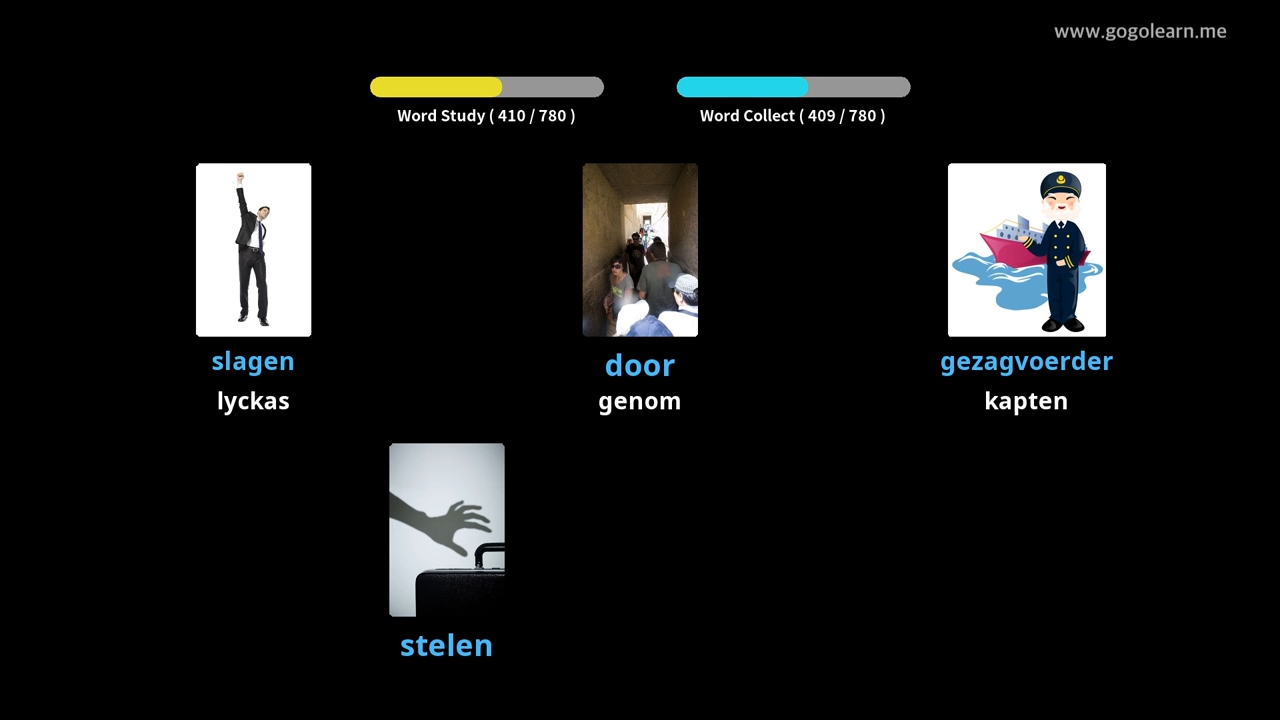 www.gogolearn.me
Word Study ( 410 / 780 )
Word Collect ( 409 / 780 )
slagen
door
gezagvoerder
lyckas
genom
kapten
stelen